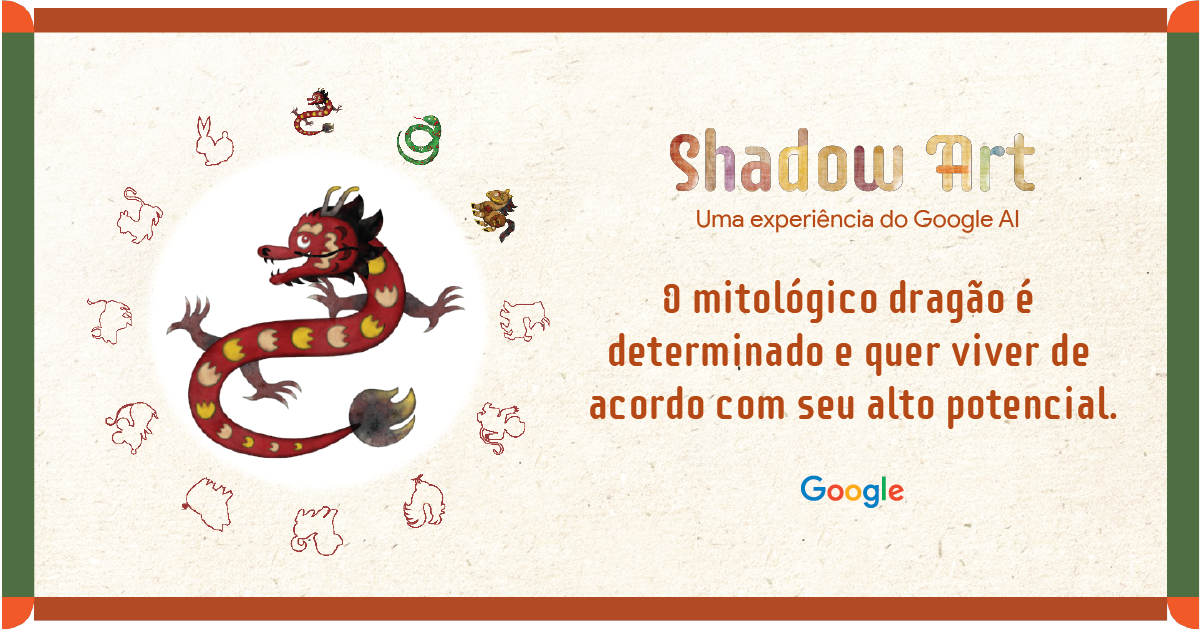 Shadow Art
Uma experiência do Google AI
O mitológico dragão é
determinado e quer viver de
acordo com seu alto potencial.
Google